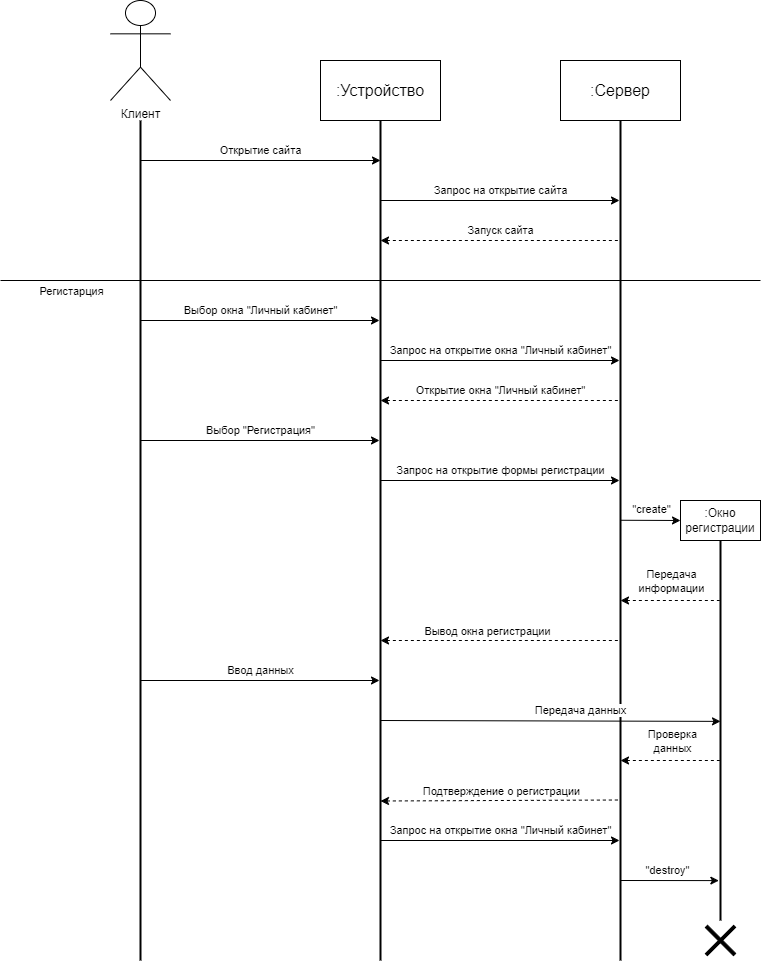 Клиент
:Устройство
:Сервер
Открытие сайта
Запрос на открытие сайта
Запуск сайта
Регистарция
Выбор окна "Личный кабинет"
Запрос на открытие окна "Личный кабинет"
Открытие окна "Личный кабинет"
Выбор "Регистрация"
Запрос на открытие формы регистрации
"create"
:Окно
регистрации
Передача
информации
Вывод окна регистрации
Ввод данных
Передача данных
Проверка
данных
Подтверждение о регистрации
Запрос на открытие окна "Личный кабинет"
"destroy"